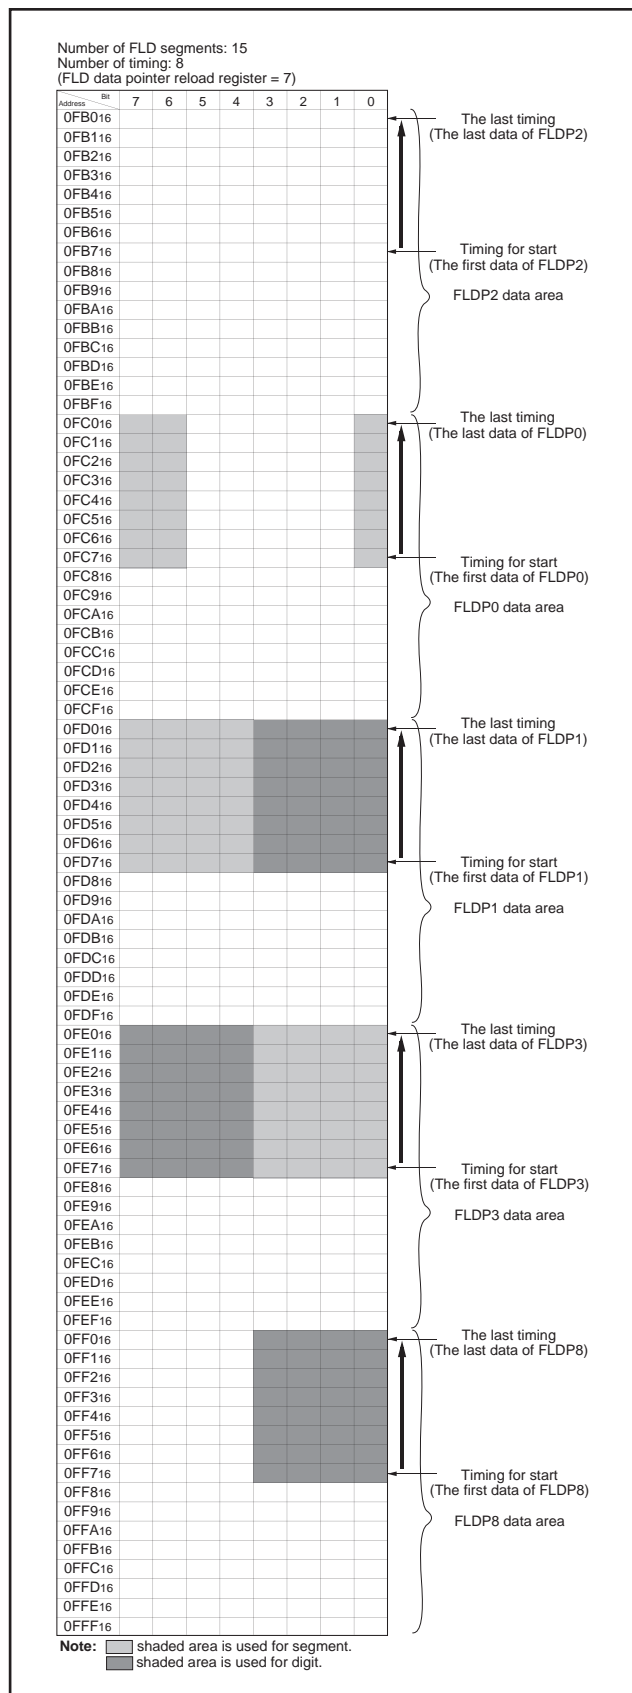 Number of FLD segments: 15
Number of timing: 8
(FLD data pointer reload register = 7)
Bit
Address
7 6 5 4 3 2 1 0
0FB016
0FB116
0FB216
0FB316
0FB416
0FB516
0FB616
0FB716
0FB816
0FB916
0FBA16
0FBB16
0FBC16
0FBD16
0FBE16
0FBF16
The last timing
(The last data of FLDP2)
Timing for start
(The first data of FLDP2)
FLDP2 data area
0FC016
0FC116
0FC216
0FC316
0FC416
0FC516
0FC616
0FC716
0FC816
0FC916
0FCA16
0FCB16
0FCC16
0FCD16
0FCE16
0FCF16
The last timing
(The last data of FLDP0)
Timing for start
(The first data of FLDP0)
FLDP0 data area
0FD016
0FD116
0FD216
0FD316
0FD416
0FD516
0FD616
0FD716
0FD816
0FD916
0FDA16
0FDB16
0FDC16
0FDD16
0FDE16
0FDF16
The last timing
(The last data of FLDP1)
Timing for start
(The first data of FLDP1)
FLDP1 data area
0FE016
0FE116
0FE216
0FE316
0FE416
0FE516
0FE616
0FE716
0FE816
0FE916
0FEA16
0FEB16
0FEC16
0FED16
0FEE16
0FEF16
The last timing
(The last data of FLDP3)
Timing for start
(The first data of FLDP3)
FLDP3 data area
0FF016
0FF116
0FF216
0FF316
0FF416
0FF516
0FF616
0FF716
0FF816
0FF916
0FFA16
0FFB16
0FFC16
0FFD16
0FFE16
0FFF16
The last timing
(The last data of FLDP8)
Timing for start
(The first data of FLDP8)
FLDP8 data area
Note: shaded area is used for segment.
shaded area is used for digit.